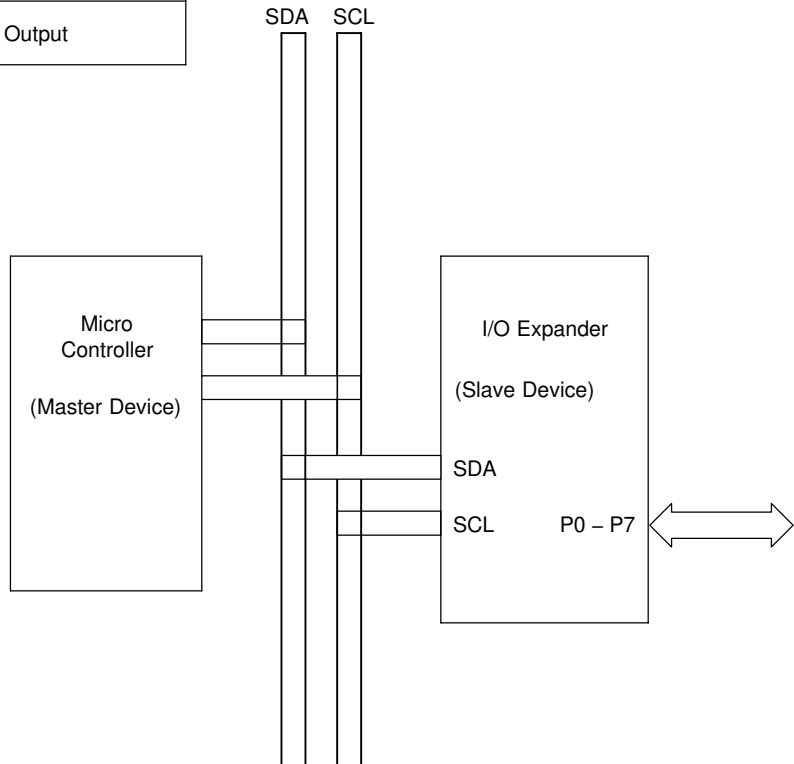 SDA SCL
Output
Micro
Controller
(Master Device)
I/O Expander
(Slave Device)
SDA
SCL P0 – P7